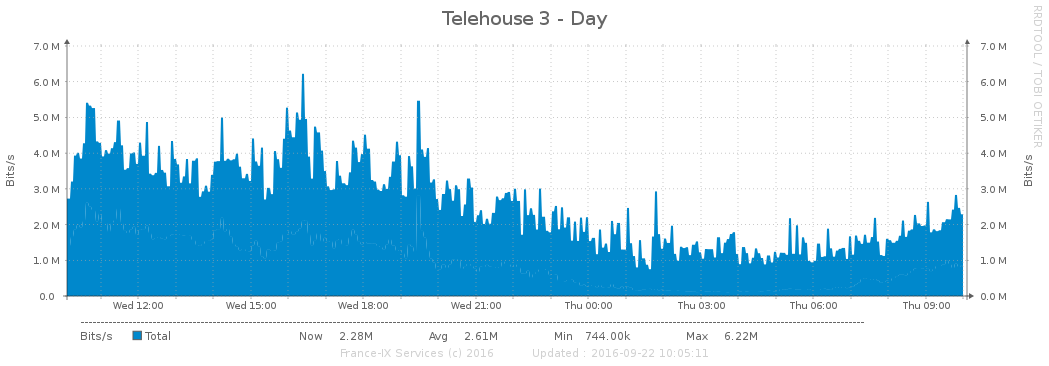 Telehouse 3 - Day
RRDTOOL / TOBI OETIKER
7.0 M 7.0 M
6.0 M 6.0 M
5.0 M 5.0 M
4.0 M 4.0 M
Bits/s Bits/s
3.0 M 3.0 M
2.0 M 2.0 M
1.0 M 1.0 M
0.0 0.0 M
Wed 12:00 Wed 15:00 Wed 18:00 Wed 21:00 Thu 00:00 Thu 03:00 Thu 06:00 Thu 09:00
Bits/s Total Now 2.28M Avg 2.61M Min 744.00k Max 6.22M
France-IX Services (c) 2016 Updated : 2016-09-22 10:05:11